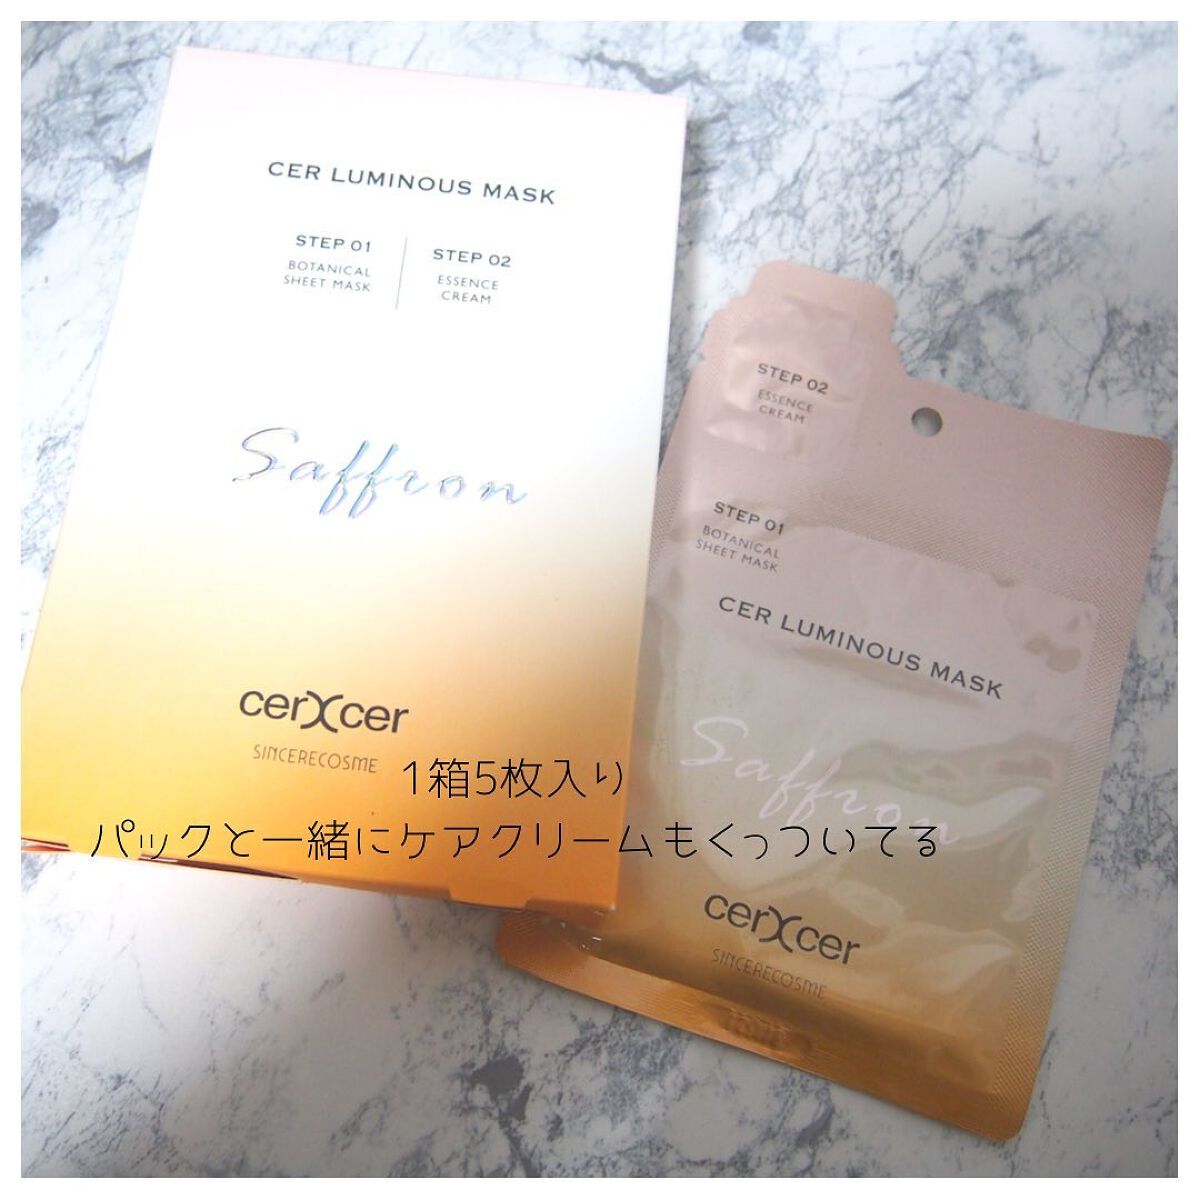 CER LUMINOUS MASK
STEP 01
BOTANICAL
SHEET MASK
STEP 02
ESSENCE
CREAM
Saffron
cerXcer
SINCERECOSME
STEP 02
ESSENCE
CREAM
STEP 01
BOTANICAL
SHEET MASK
CER LUMINOUS MASK
Saffron
cerXcer
SINCERECOSME
1箱5枚入り
パックと一緒にケアクリームもくっついてる